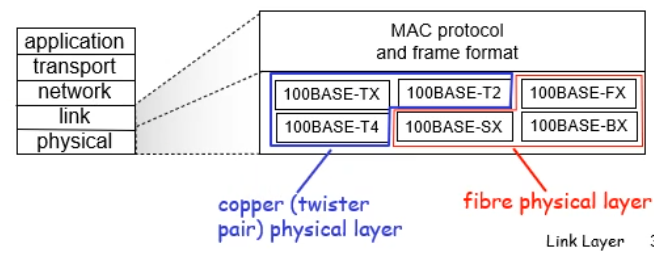 application
transport
network
link
physical
MAC protocol
and frame format
100BASE-TX
100BASE-T2
100BASE-FX
100BASE-T4
100BASE-SX
100BASE-BX
copper (twister
pair) physical layer
fibre physical layer
Link Layer 3